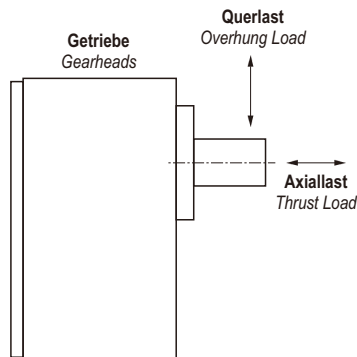 Querlast
Overhung Load
Getriebe
Gearheads
Axiallast
Thrust Load